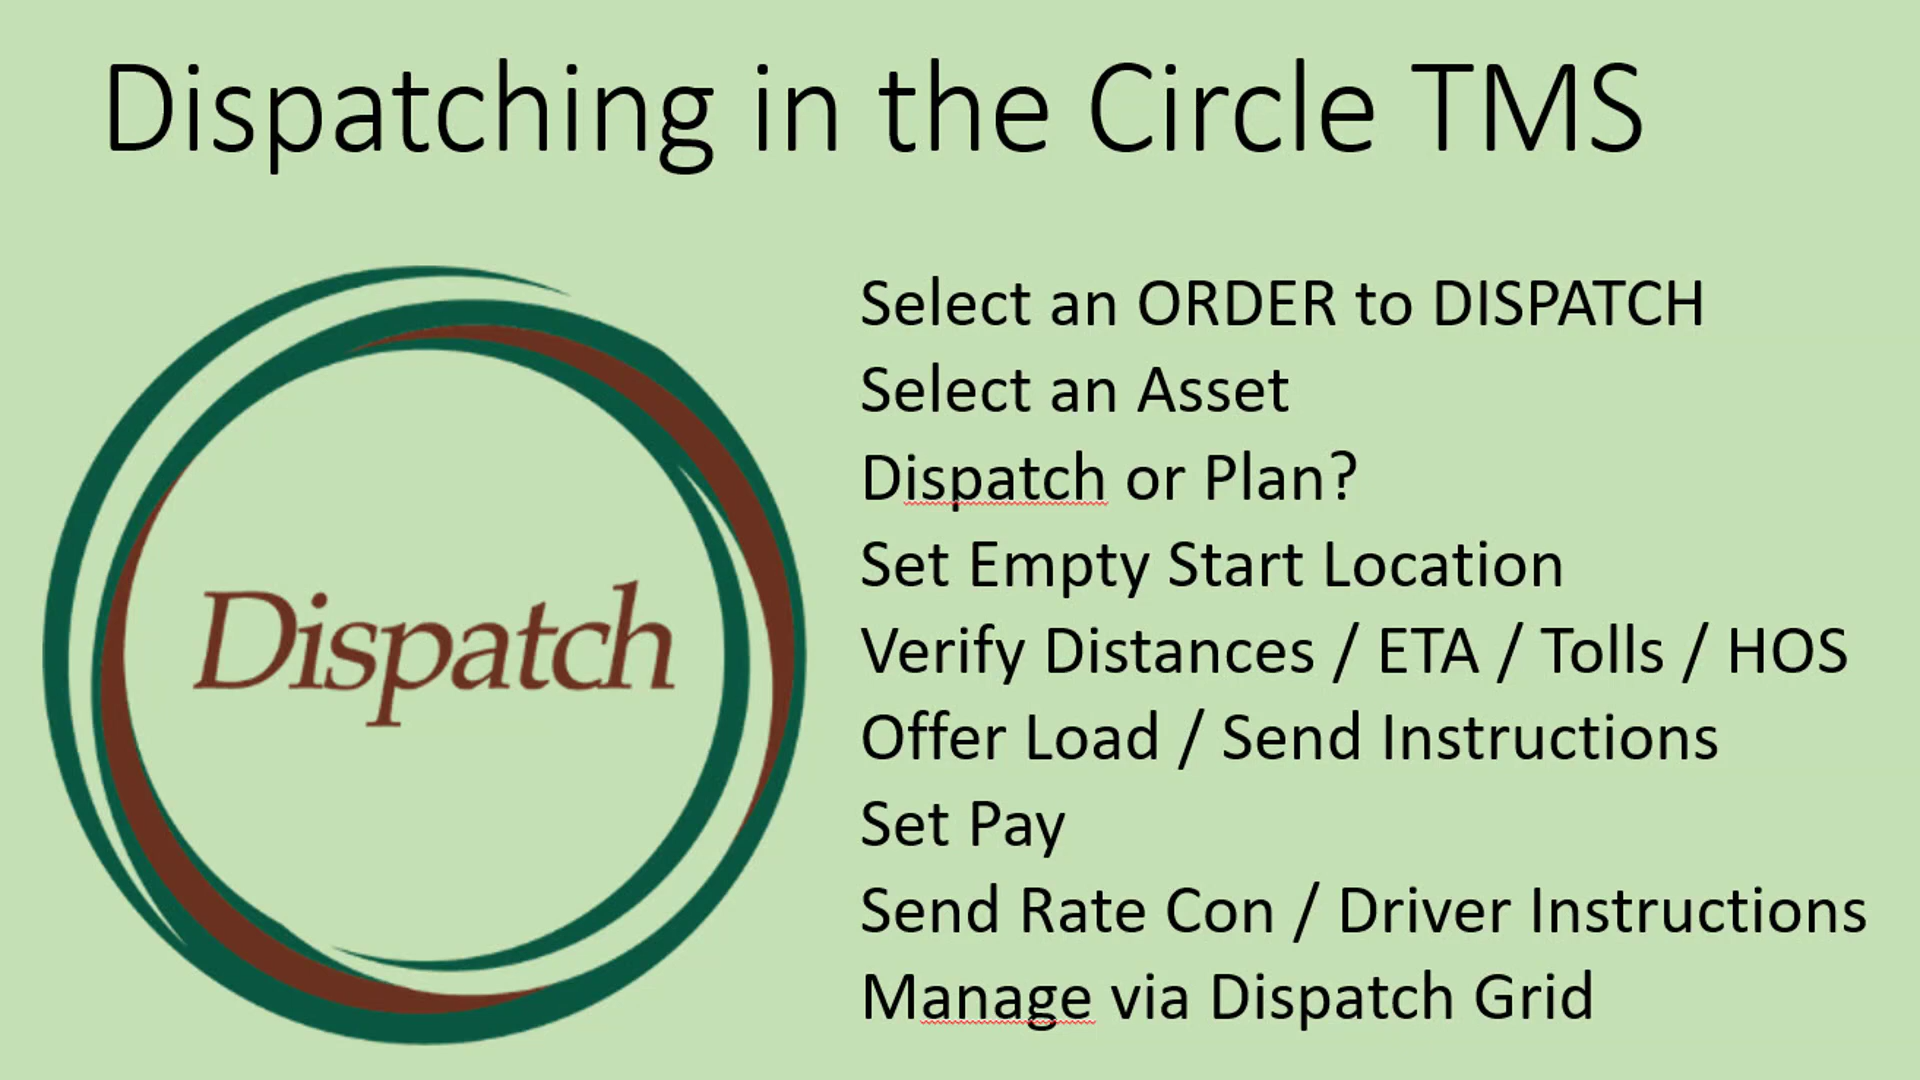 Dispatching in the Circle TMS
Dispatch
Select an ORDER to DISPATCH
Select an Asset
Dispatch or Plan?
Set Empty Start Location
Verify Distances / ETA / Tolls / HOS
Offer Load / Send Instructions
Set Pay
Send Rate Con / Driver Instructions
Manage via Dispatch Grid